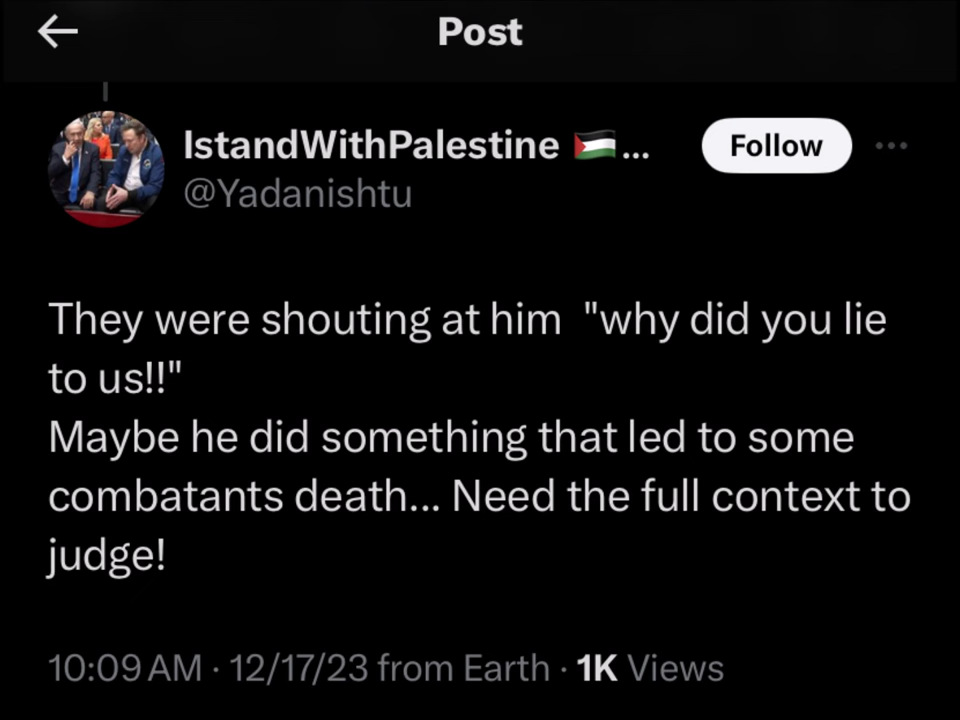 Post
IstandWithPalestine 🇵🇸...
Follow
@Yadanishtu
They were shouting at him  "why did you lie
to us!!"
Maybe he did something that led to some
combatants death... Need the full context to
judge!
10:09 AM · 12/17/23 from Earth · 1K Views